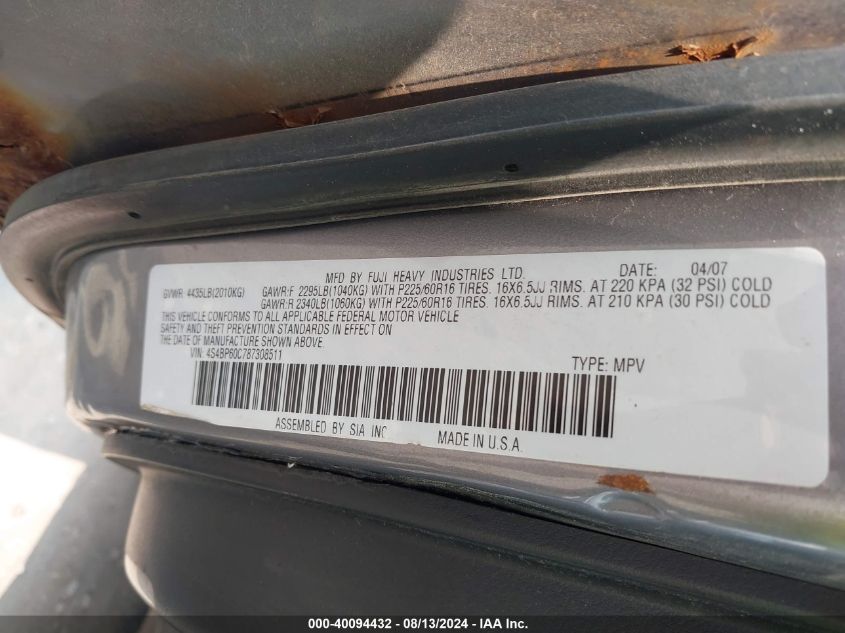 MFD BY FUJI HEAVY INDUSTRIES LTD. DATE: 04/07
GVWR: 4435LB(2010KG) GAWR:F 2295LB(1040KG) WITH P225/60R16 TIRES. 16X6.5JJ RIMS. AT 220 KPA (32 PSI) COLD
GAWR:R 2340LB(1060KG) WITH P225/60R16 TIRES. 16X6.5JJ RIMS. AT 210 KPA (30 PSI) COLD
THIS VEHICLE CONFORMS TO ALL APPLICABLE FEDERAL MOTOR VEHICLE
SAFETY AND THEFT PREVENTION STANDARDS IN EFFECT ON
THE DATE OF MANUFACTURE SHOWN ABOVE.
VIN: 4S4BP60C787308511 TYPE: MPV
ASSEMBLED BY SIA INC MADE IN U.S.A.
000-40094432 - 08/13/2024 - IAA Inc.